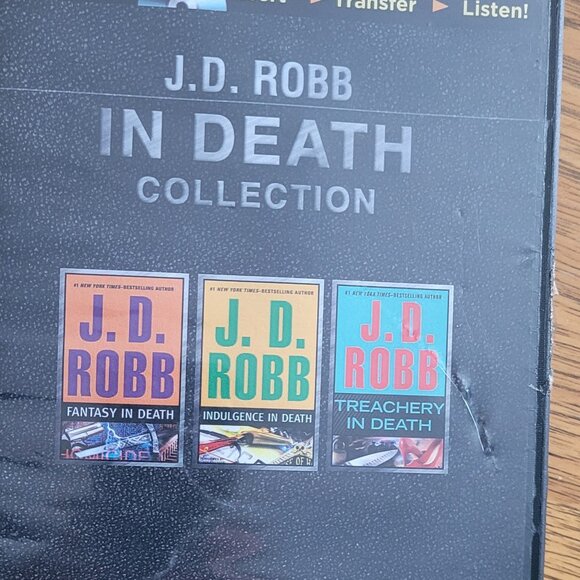 Transfer ► Listen!
J.D. ROBB
IN DEATH
COLLECTION
#1 NEW YORK TIMES–BESTSELLING AUTHOR
J. D.
ROBB
FANTASY IN DEATH
#1 NEW YORK TIMES–BESTSELLING AUTHOR
J. D.
ROBB
INDULGENCE IN DEATH
#1 NEW YORK TIMES–BESTSELLING AUTHOR
J. D.
ROBB
TREACHERY
IN DEATH